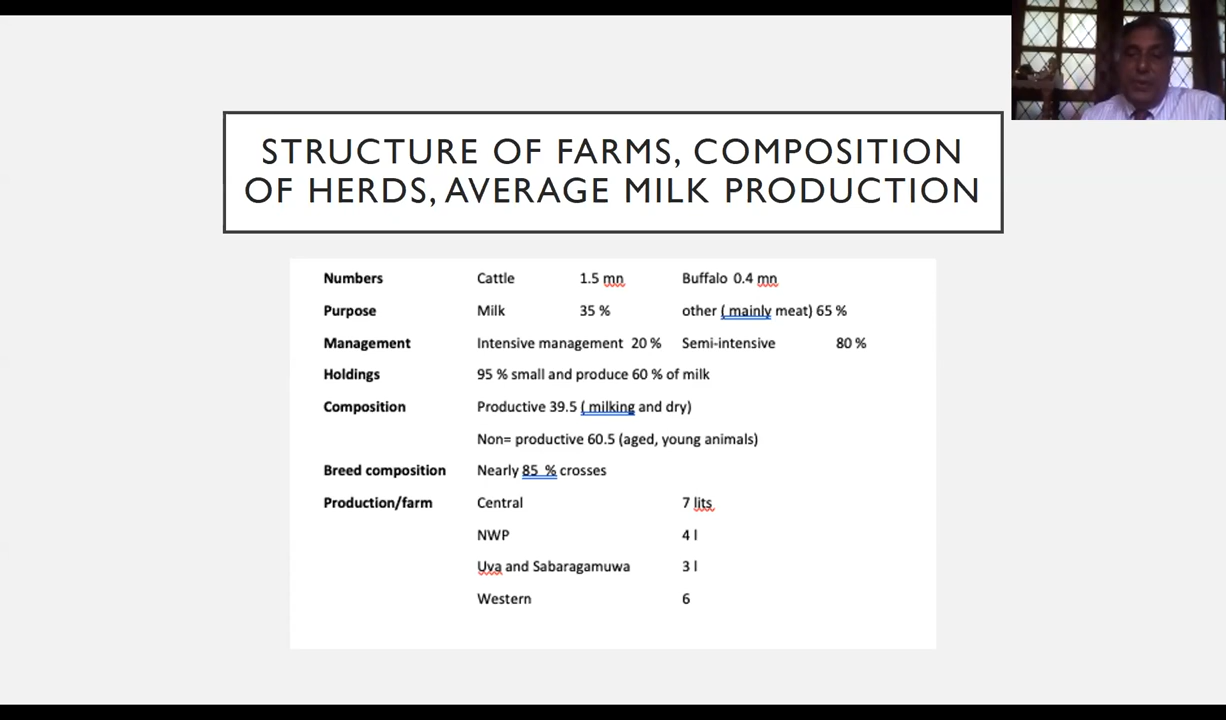 STRUCTURE OF FARMS, COMPOSITION
OF HERDS, AVERAGE MILK PRODUCTION
Numbers Cattle 1.5 mn Buffalo 0.4 mn
Purpose Milk 35 % other ( mainly meat) 65 %
Management Intensive management 20 % Semi-intensive 80 %
Holdings 95 % small and produce 60 % of milk
Composition Productive 39.5 ( milking and dry)
Non= productive 60.5 (aged, young animals)
Breed composition Nearly 85 % crosses
Production/farm Central 7 lits
NWP 4 l
Uva and Sabaragamuwa 3 l
Western 6